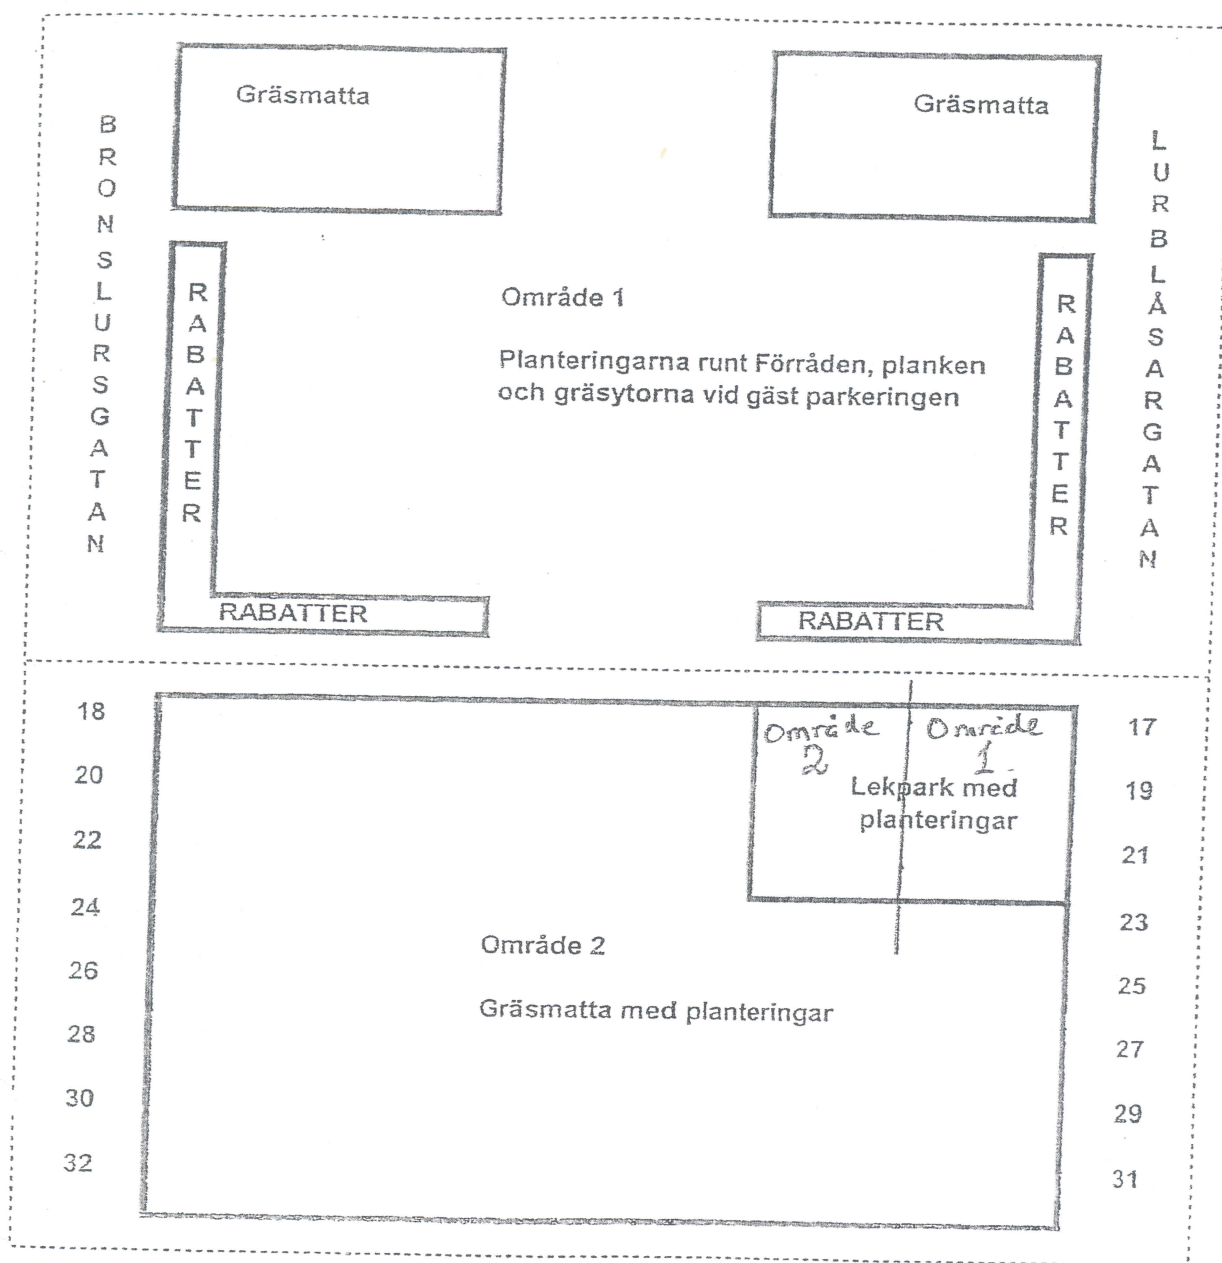 Gräsmatta
Gräsmatta
BRONSLURSGATAN
LURBLÅSARGATAN
RABATTER
RABATTER
Område 1
Planteringarna runt Förråden, planken
och gräsytorna vid gäst parkeringen
RABATTER
RABATTER
18
20
22
24
26
28
30
32
Område
2
Område
1.
Lekpark med
planteringar
Område 2
Gräsmatta med planteringar
17
19
21
23
25
27
29
31